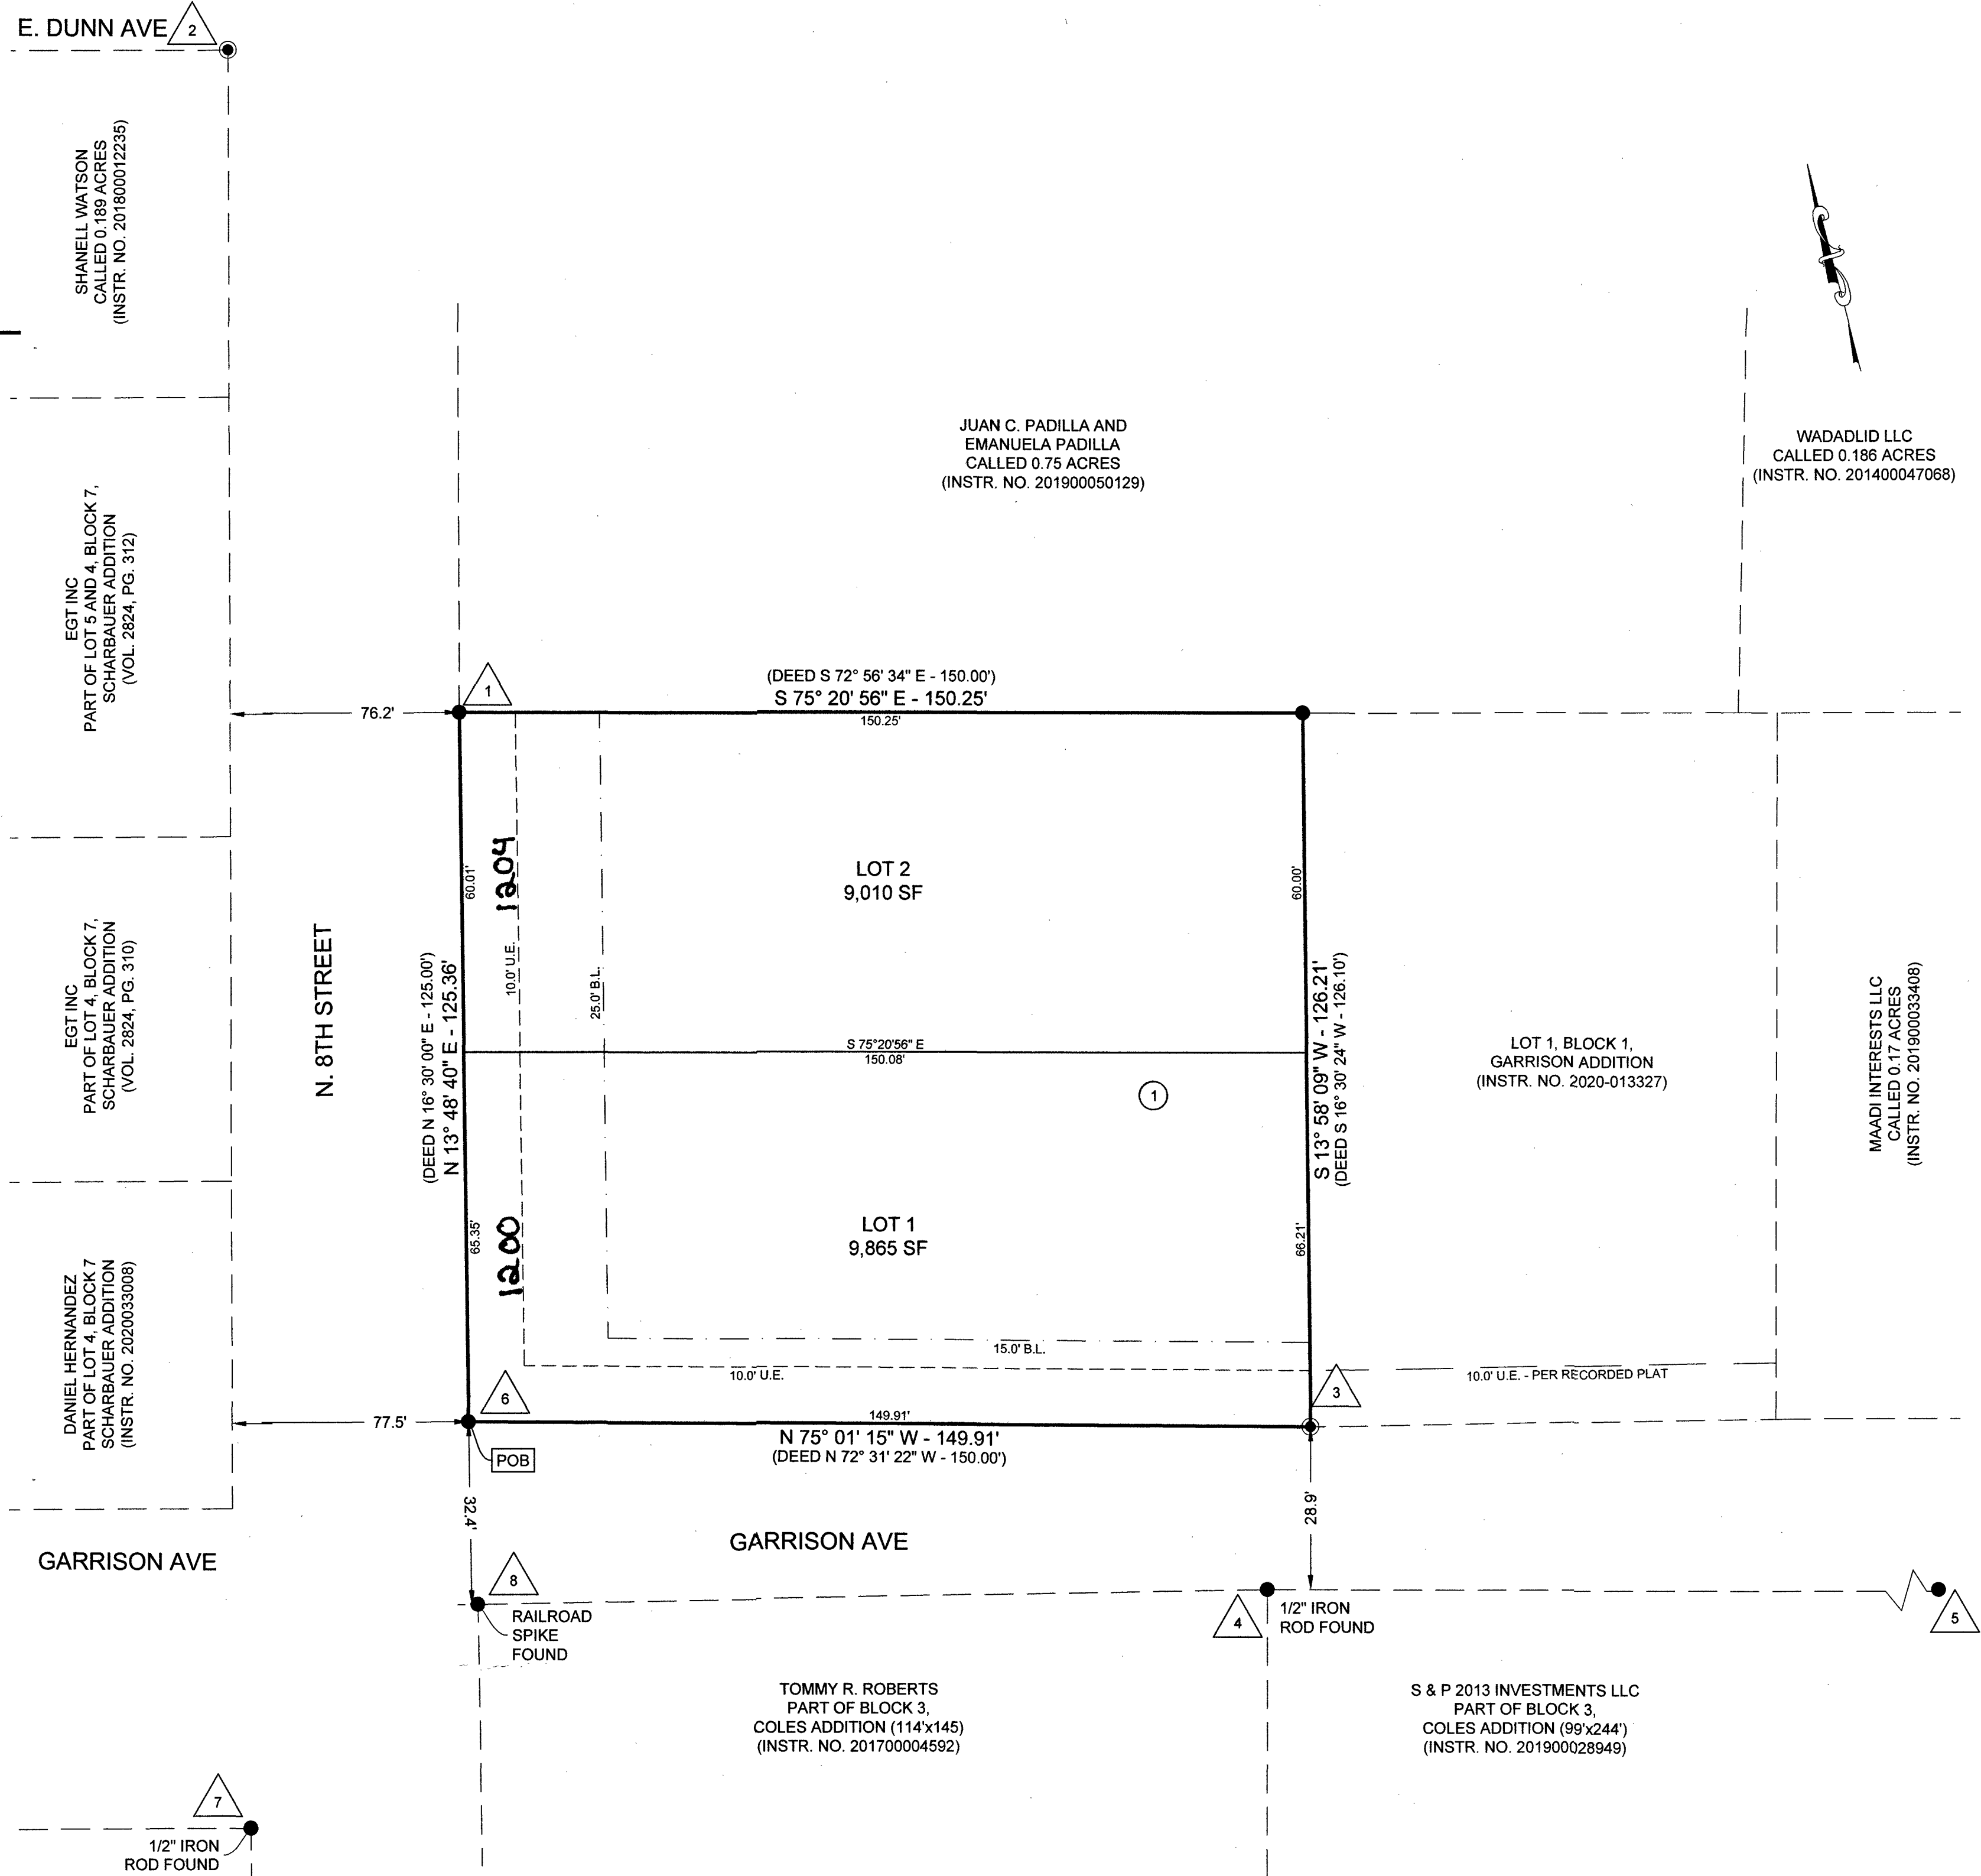 E. DUNN AVE
2
SHANELL WATSON
CALLED 0.189 ACRES
(INSTR. NO. 201800012235)
EGT INC
PART OF LOT 5 AND 4, BLOCK 7,
SCHARBAUER ADDITION
(VOL. 2824, PG. 312)
EGT INC
PART OF LOT 4, BLOCK 7,
SCHARBAUER ADDITION
(VOL. 2824, PG. 310)
DANIEL HERNANDEZ
PART OF LOT 4, BLOCK 7
SCHARBAUER ADDITION
(INSTR. NO. 2020033008)
JUAN C. PADILLA AND
EMANUELA PADILLA
CALLED 0.75 ACRES
(INSTR. NO. 201900050129)
WADADLID LLC
CALLED 0.186 ACRES
(INSTR. NO. 201400047068)
1
(DEED S 72° 56' 34" E - 150.00')
S 75° 20' 56" E - 150.25'
150.25'
76.2'
N. 8TH STREET
(DEED N 16° 30' 00" E - 125.00')
N 13° 48' 40" E - 125.36'
60.01'
1204
10.0' U.E.
25.0' B.L.
LOT 2
9,010 SF
60.00'
S 75°20'56" E
150.08'
1
S 13° 58' 09" W - 126.21'
(DEED S 16° 30' 24" W - 126.10')
LOT 1, BLOCK 1,
GARRISON ADDITION
(INSTR. NO. 2020-013327)
MAADI INTERESTS LLC
CALLED 0.17 ACRES
(INSTR. NO. 201900033408)
65.35'
1200
LOT 1
9,865 SF
66.21'
15.0' B.L.
10.0' U.E.
10.0' U.E. - PER RECORDED PLAT
6
3
77.5'
POB
149.91'
N 75° 01' 15" W - 149.91'
(DEED N 72° 31' 22" W - 150.00')
32.4'
28.9'
GARRISON AVE
GARRISON AVE
8
RAILROAD
SPIKE
FOUND
4
1/2" IRON
ROD FOUND
5
TOMMY R. ROBERTS
PART OF BLOCK 3,
COLES ADDITION (114'x145)
(INSTR. NO. 201700004592)
S & P 2013 INVESTMENTS LLC
PART OF BLOCK 3,
COLES ADDITION (99'x244')
(INSTR. NO. 201900028949)
7
1/2" IRON
ROD FOUND